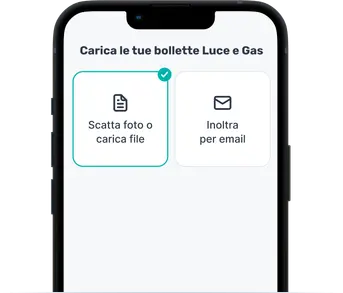 Carica le tue bollette Luce e Gas
Scatta foto o
carica file
Inoltra
per email